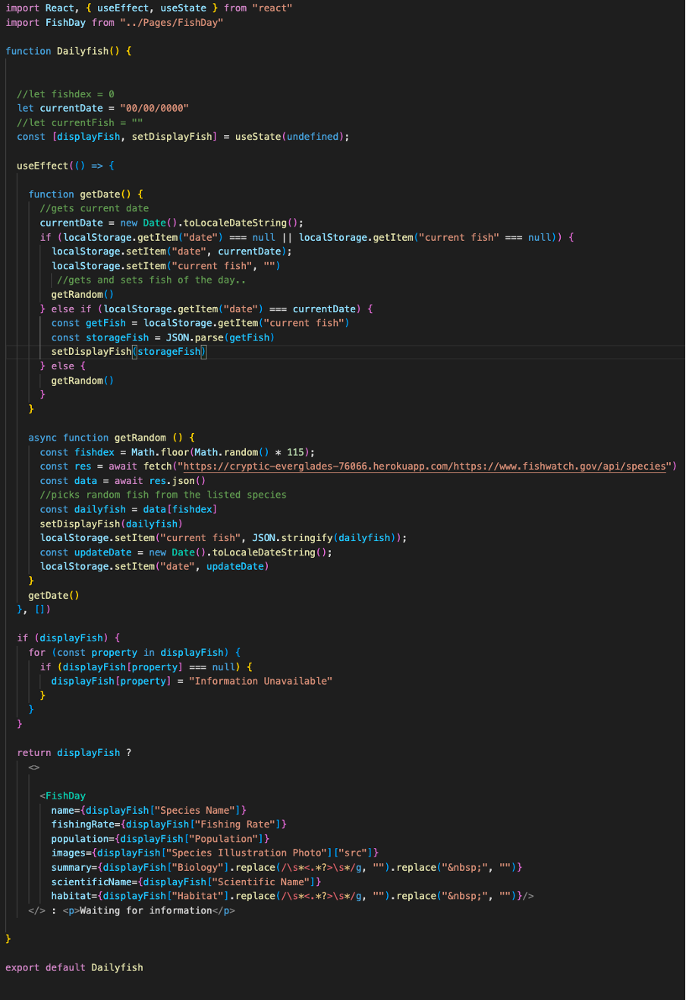 import React, { useEffect, useState } from "react"
import FishDay from "../Pages/FishDay"

function Dailyfish() {


  //let fishdex = 0
  let currentDate = "00/00/0000"
  //let currentFish = ""
  const [displayFish, setDisplayFish] = useState(undefined);

  useEffect(() => {

    function getDate() {
      //gets current date
      currentDate = new Date().toLocaleDateString();
      if (localStorage.getItem("date") === null || localStorage.getItem("current fish" === null)) {
        localStorage.setItem("date", currentDate);
        localStorage.setItem("current fish", "")
         //gets and sets fish of the day..
        getRandom()
      } else if (localStorage.getItem("date") === currentDate) {
        const getFish = localStorage.getItem("current fish")
        const storageFish = JSON.parse(getFish)
        setDisplayFish(storageFish)
      } else {
        getRandom()
      }
    }

    async function getRandom () {
      const fishdex = Math.floor(Math.random() * 115);
      const res = await fetch("https://cryptic-everglades-76066.herokuapp.com/https://www.fishwatch.gov/api/species")
      const data = await res.json()
      //picks random fish from the listed species
      const dailyfish = data[fishdex]
      setDisplayFish(dailyfish)
      localStorage.setItem("current fish", JSON.stringify(dailyfish));
      const updateDate = new Date().toLocaleDateString();
      localStorage.setItem("date", updateDate)
    }
    getDate()
  }, [])

  if (displayFish) {
    for (const property in displayFish) {
      if (displayFish[property] === null) {
        displayFish[property] = "Information Unavailable"
      }
    }
  }

  return displayFish ?
    <>

      <FishDay
        name={displayFish["Species Name"]}
        fishingRate={displayFish["Fishing Rate"]}
        population={displayFish["Population"]}
        images={displayFish["Species Illustration Photo"]["src"]}
        summary={displayFish["Biology"].replace(/\s*<.*?>\s*/g, "").replace("&nbsp;", "")}
        scientificName={displayFish["Scientific Name"]}
        habitat={displayFish["Habitat"].replace(/\s*<.*?>\s*/g, "").replace("&nbsp;", "")}/>
    </> : <p>Waiting for information</p>

}

export default Dailyfish